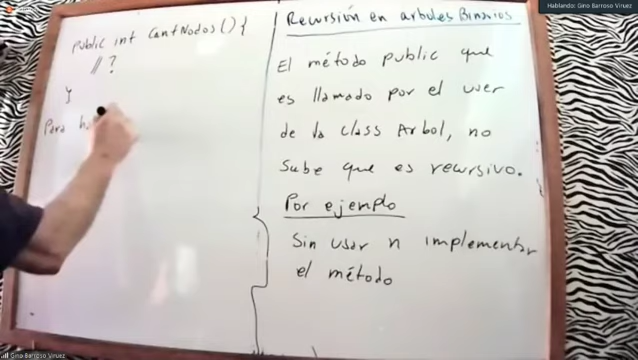 Hablando: Gino Barroso Viruez
public int CantNodos(){
// ?
}
Para h
Recursión en arboles Binarios
El método public que
es llamado por el user
de la class Arbol, no
sabe que es recursivo.
Por ejemplo
Sin usar n implementar
el método
Gino Barroso Viruez